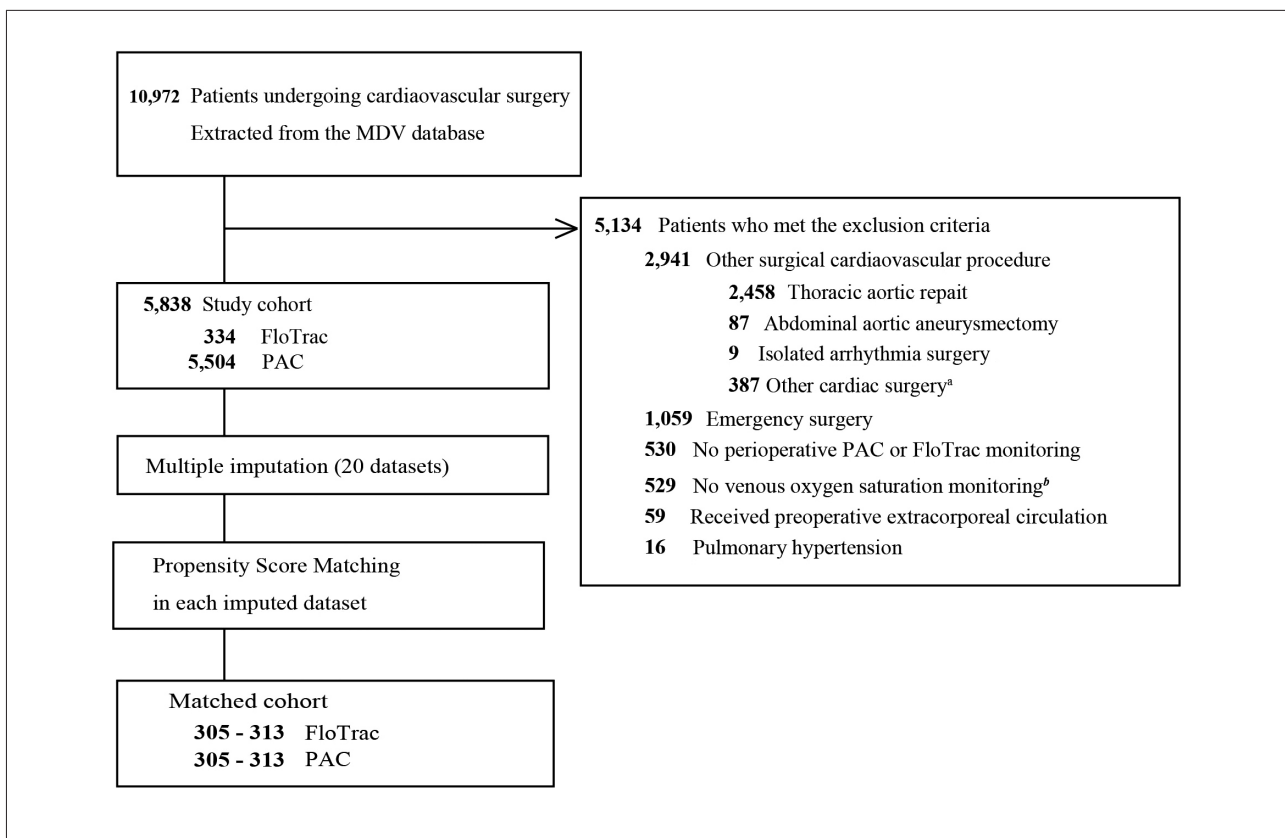 10,972 Patients undergoing cardiaovascular surgery
Extracted from the MDV database
5,134 Patients who met the exclusion criteria
2,941 Other surgical cardiaovascular procedure
2,458 Thoracic aortic repait
87 Abdominal aortic aneurysmectomy
9 Isolated arrhythmia surgery
387 Other cardiac surgeryᵃ
1,059 Emergency surgery
530 No perioperative PAC or FloTrac monitoring
529 No venous oxygen saturation monitoringᵇ
59 Received preoperative extracorporeal circulation
16 Pulmonary hypertension
5,838 Study cohort
334 FloTrac
5,504 PAC
Multiple imputation (20 datasets)
Propensity Score Matching
in each imputed dataset
Matched cohort
305 - 313 FloTrac
305 - 313 PAC